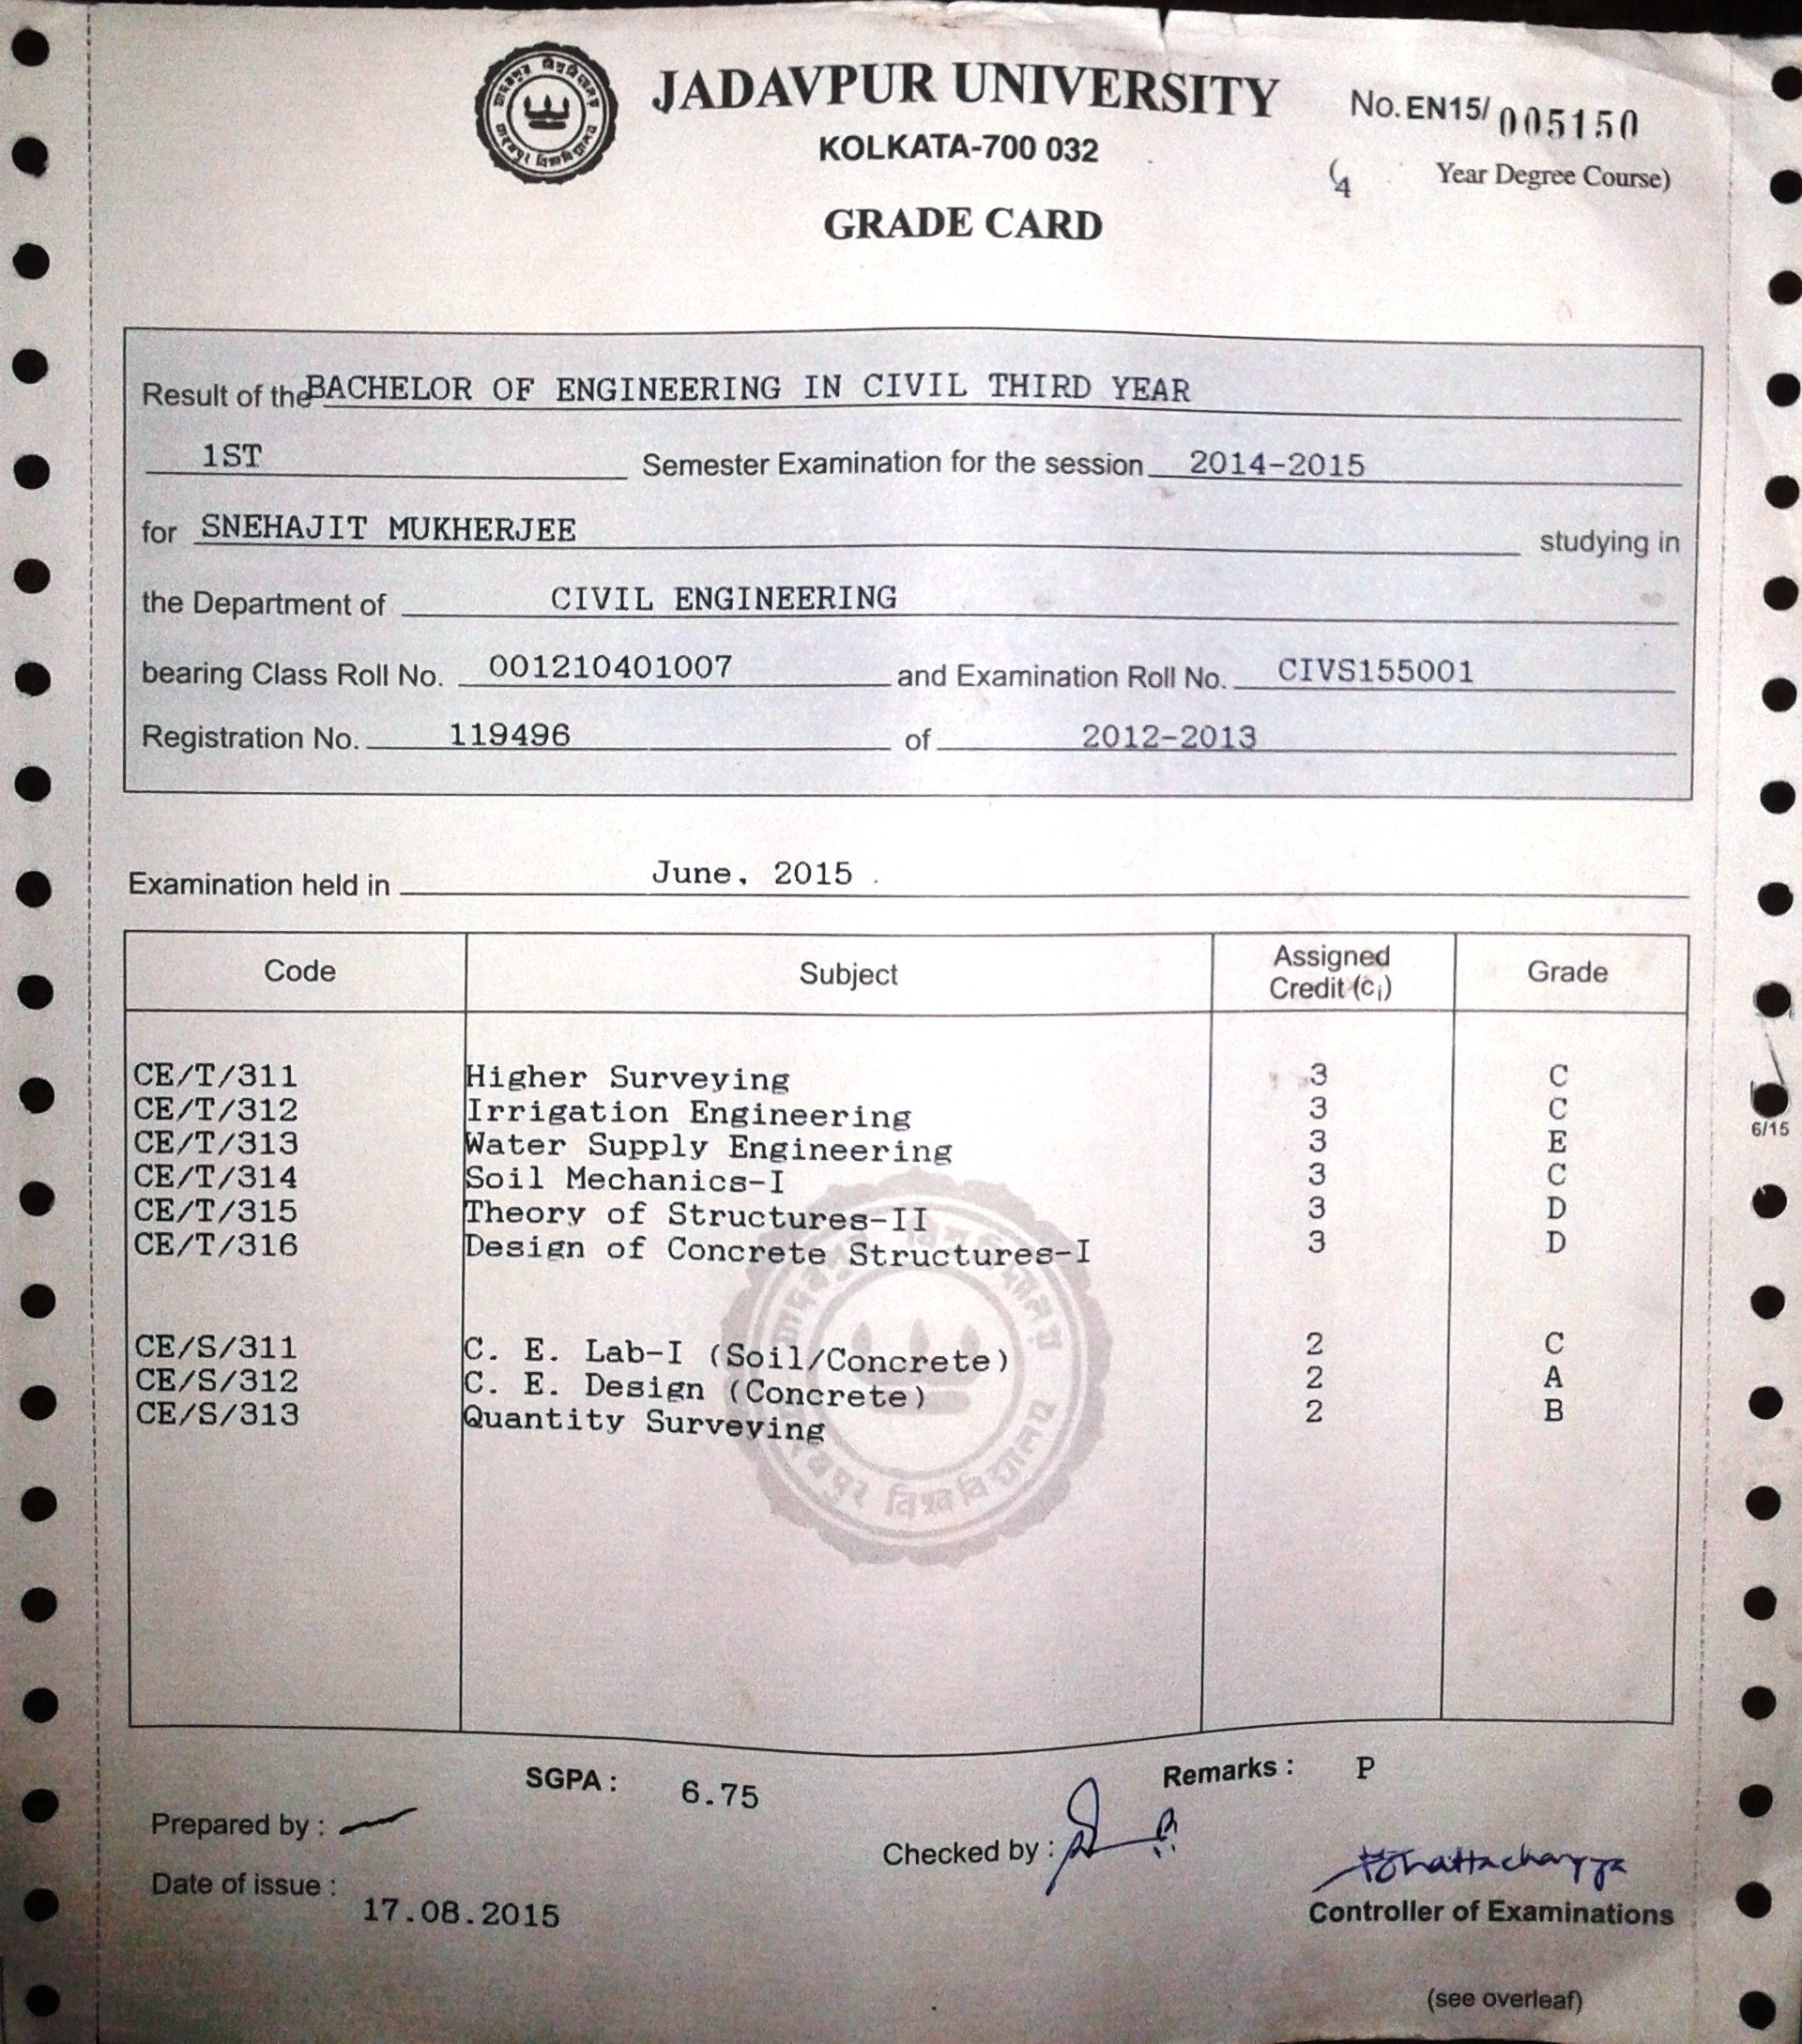 যাদবপুর বিশ্ববিদ্যালয়
यादवपुर विश्वविद्यालय
JADAVPUR UNIVERSITY
KOLKATA-700 032
GRADE CARD
No. EN15/ 005150
(4 Year Degree Course)
Result of the BACHELOR OF ENGINEERING IN CIVIL THIRD YEAR
1ST Semester Examination for the session 2014-2015
for SNEHAJIT MUKHERJEE studying in
the Department of CIVIL ENGINEERING
bearing Class Roll No. 001210401007 and Examination Roll No. CIVS155001
Registration No. 119496 of 2012-2013
Examination held in June, 2015
Code Subject Assigned Credit (ci) Grade
CE/T/311 Higher Surveying 3 C
CE/T/312 Irrigation Engineering 3 C
CE/T/313 Water Supply Engineering 3 E
CE/T/314 Soil Mechanics-I 3 C
CE/T/315 Theory of Structures-II 3 D
CE/T/316 Design of Concrete Structures-I 3 D
CE/S/311 C. E. Lab-I (Soil/Concrete) 2 C
CE/S/312 C. E. Design (Concrete) 2 A
CE/S/313 Quantity Surveying 2 B
6/15
SGPA : 6.75 Remarks : P
Prepared by :
Checked by :
Bhattacharyya
Date of issue : 17.08.2015
Controller of Examinations
(see overleaf)